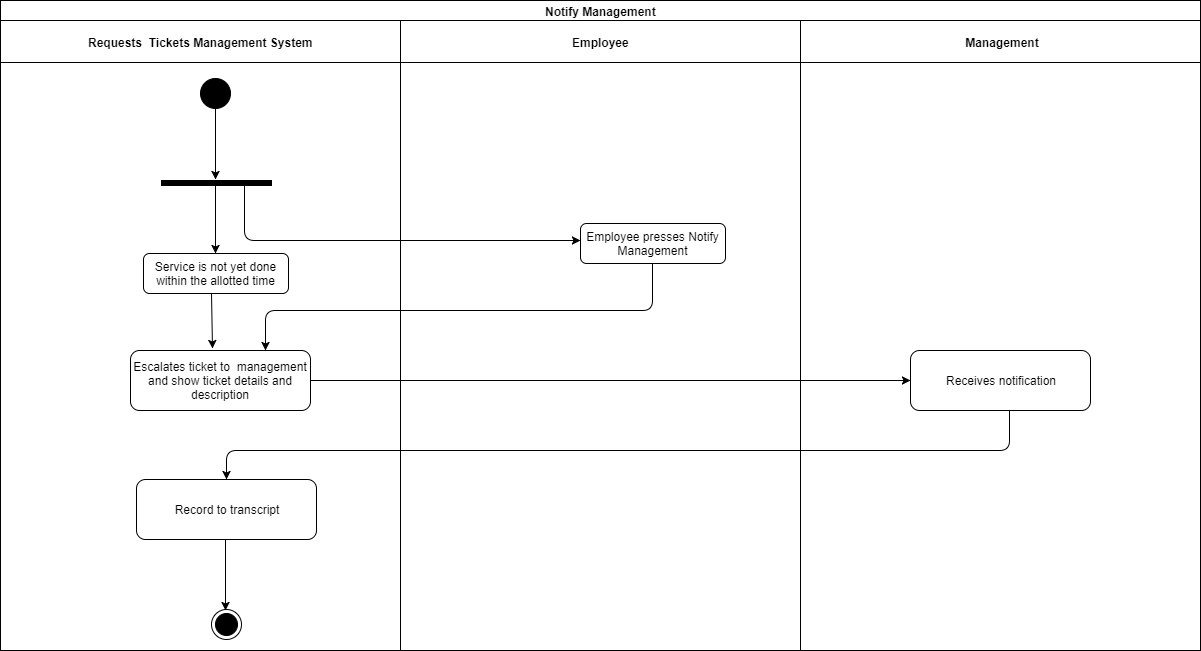 Notify Management
Requests  Tickets Management System
Employee
Management
Employee presses Notify
Management
Service is not yet done
within the allotted time
Escalates ticket to  management
and show ticket details and
description
Receives notification
Record to transcript